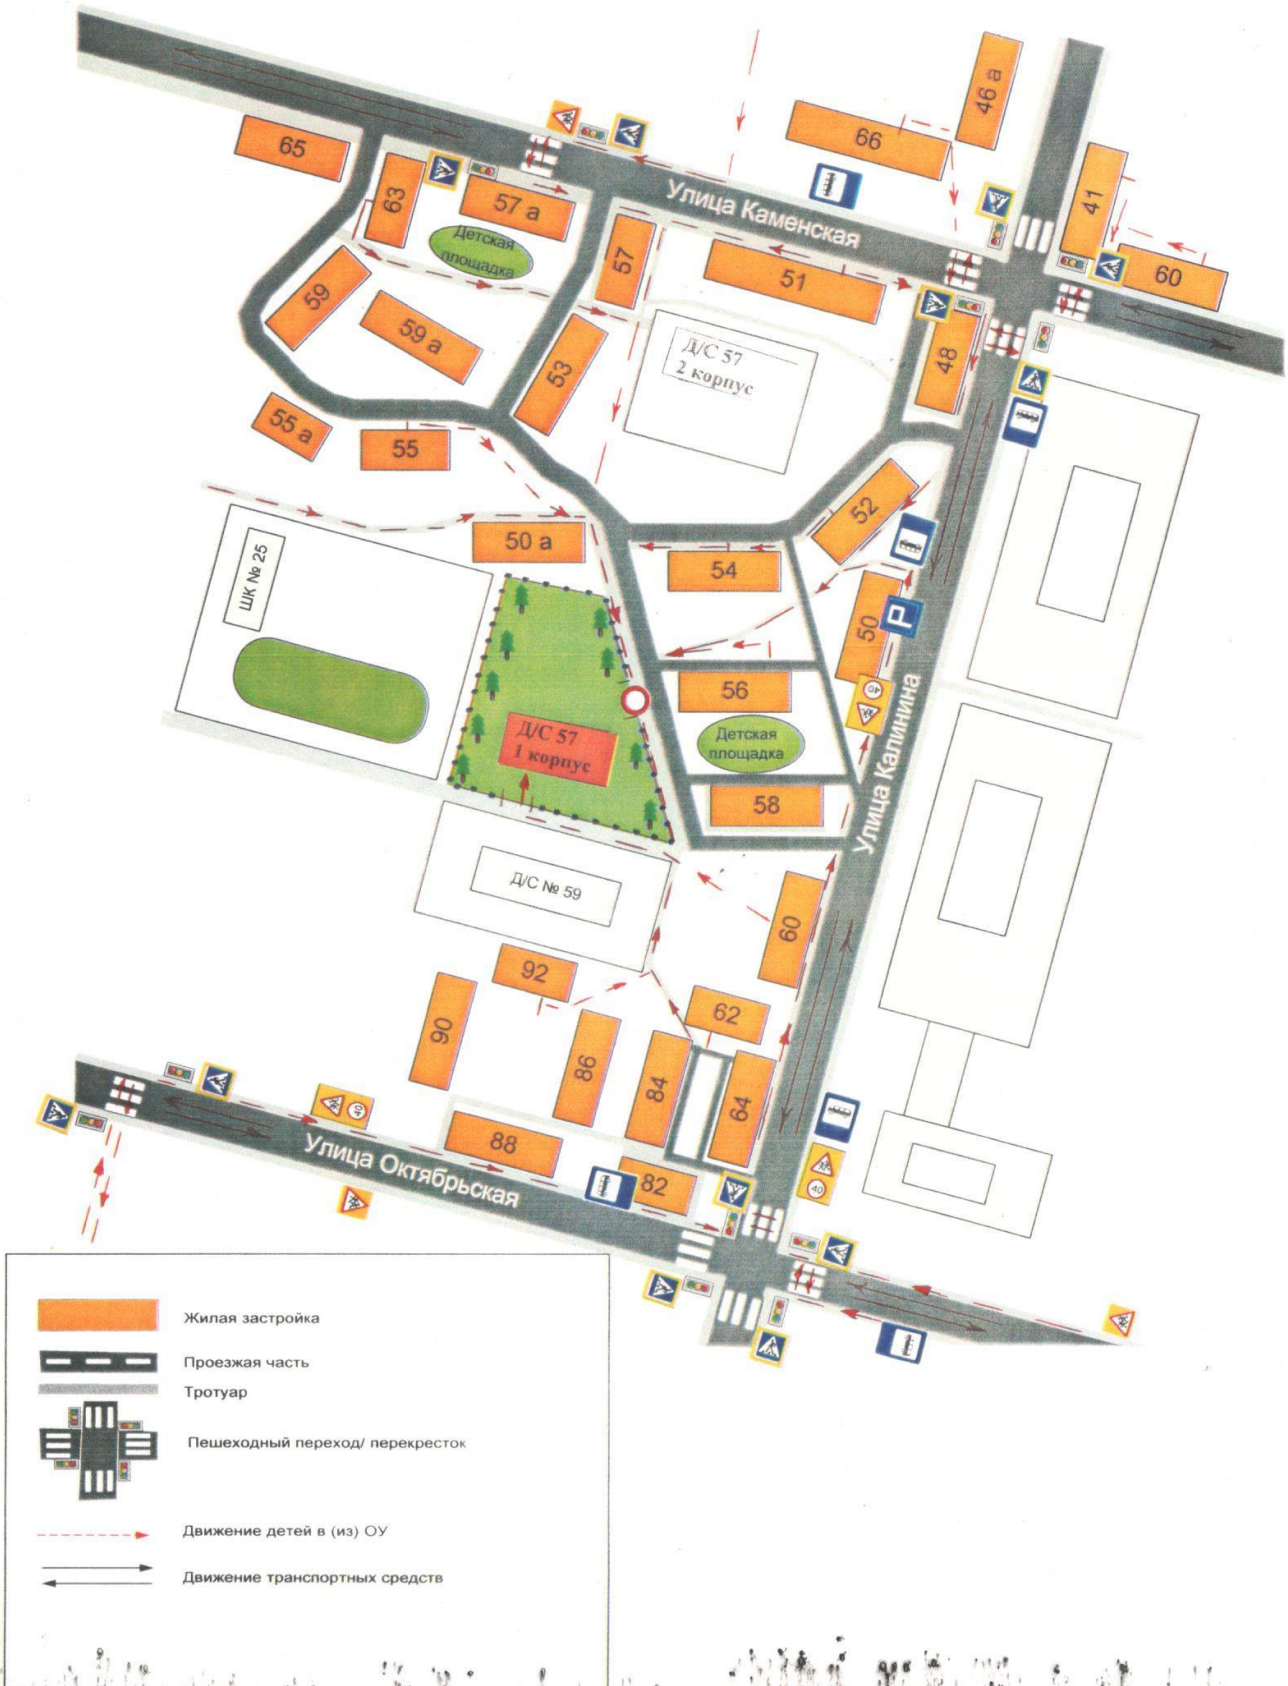 46 а
66
65
63
57 а
Детская
площадка
Улица Каменская
41
60
57
51
59
59 а
53
Д/С 57
2 корпус
48
55 а
55
52
50 а
54
ШК № 25
50
P
56
40
Д/С 57
1 корпус
Детская
площадка
58
Улица Калинина
Д/С № 59
60
92
90
62
86
84
64
40
88
Улица Октябрьская
82
40
Жилая застройка
Проезжая часть
Тротуар
Пешеходный переход/ перекресток
Движение детей в (из) ОУ
Движение транспортных средств